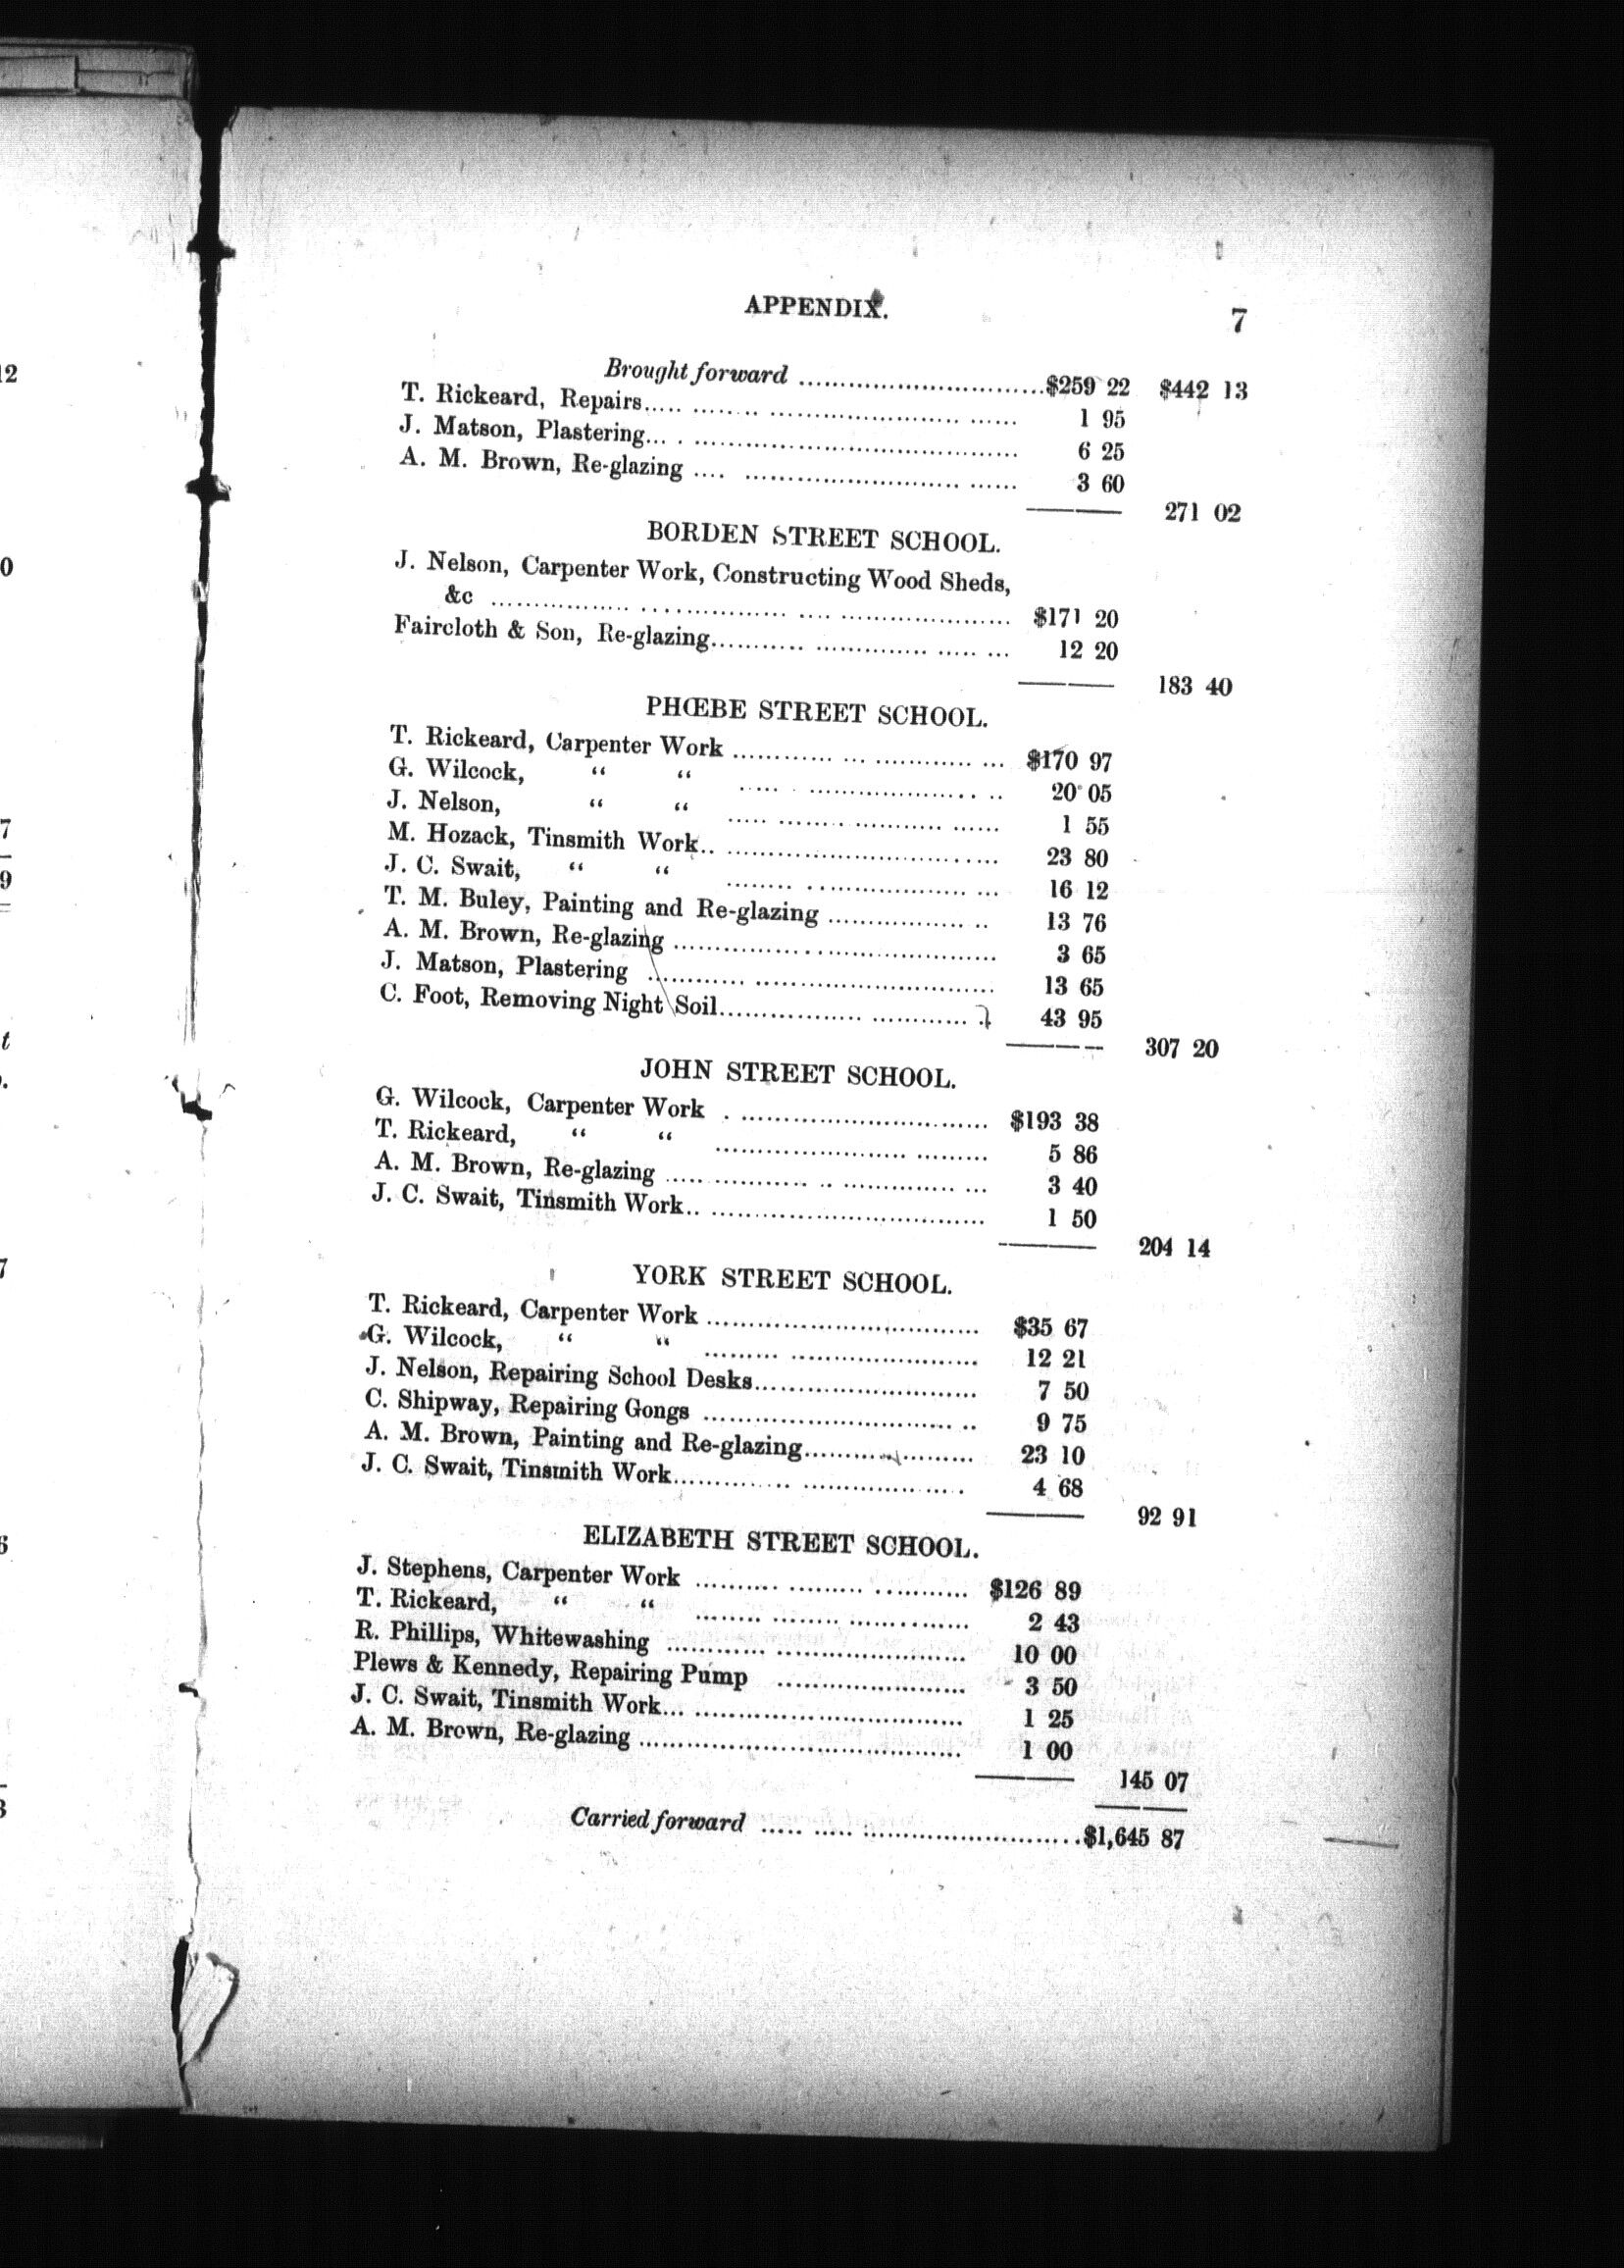 APPENDIX. 7
Brought forward ..............................$259 22 $442 13
T. Rickeard, Repairs..... 1 95
J. Matson, Plastering... 6 25
A. M. Brown, Re-glazing .... 3 60
271 02
BORDEN STREET SCHOOL.
J. Nelson, Carpenter Work, Constructing Wood Sheds,
&c ................ $171 20
Faircloth & Son, Re-glazing........... 12 20
183 40
PHŒBE STREET SCHOOL.
T. Rickeard, Carpenter Work ............ $170 97
G. Wilcock, “ “ ..... 20 05
J. Nelson, “ “ ..... 1 55
M. Hozack, Tinsmith Work.. 23 80
J. C. Swait, “ “ ........ 16 12
T. M. Buley, Painting and Re-glazing ................ 13 76
A. M. Brown, Re-glazing ................ 3 65
J. Matson, Plastering ........... 13 65
C. Foot, Removing Night Soil................ 43 95
307 20
JOHN STREET SCHOOL.
G. Wilcock, Carpenter Work . .............................. $193 38
T. Rickeard, “ “ ....................... 5 86
A. M. Brown, Re-glazing ..... 3 40
J. C. Swait, Tinsmith Work.. 1 50
204 14
YORK STREET SCHOOL.
T. Rickeard, Carpenter Work ................................. $35 67
G. Wilcock, “ “ ......... 12 21
J. Nelson, Repairing School Desks........................... 7 50
C. Shipway, Repairing Gongs .............................. 9 75
A. M. Brown, Painting and Re-glazing.................... 23 10
J. C. Swait, Tinsmith Work.............. 4 68
92 91
ELIZABETH STREET SCHOOL.
J. Stephens, Carpenter Work .......... $126 89
T. Rickeard, “ “ ........ 2 43
R. Phillips, Whitewashing ............ 10 00
Plews & Kennedy, Repairing Pump ....................... 3 50
J. C. Swait, Tinsmith Work... 1 25
A. M. Brown, Re-glazing ....................................... 1 00
145 07
Carried forward ..... ..... ..........................$1,645 87